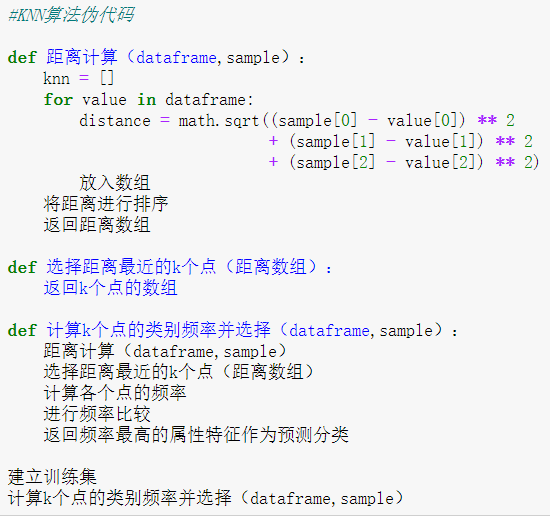 #KNN算法伪代码
def 距离计算（dataframe,sample）：
knn = []
for value in dataframe:
distance = math.sqrt((sample[0] - value[0]) ** 2
+ (sample[1] - value[1]) ** 2
+ (sample[2] - value[2]) ** 2)
放入数组
将距离进行排序
返回距离数组
def 选择距离最近的k个点（距离数组）：
返回k个点的数组
def 计算k个点的类别频率并选择（dataframe,sample）：
距离计算（dataframe,sample）
选择距离最近的k个点（距离数组）
计算各个点的频率
进行频率比较
返回频率最高的属性特征作为预测分类
建立训练集
计算k个点的类别频率并选择（dataframe,sample）